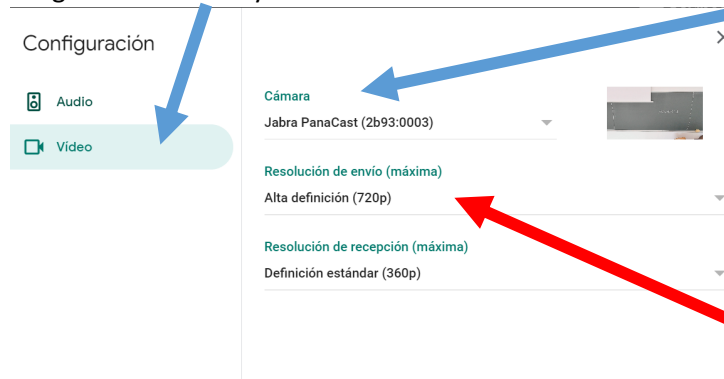 Configuración
Audio
Vídeo
Cámara
Jabra PanaCast (2b93:0003)
Resolución de envío (máxima)
Alta definición (720p)
Resolución de recepción (máxima)
Definición estándar (360p)